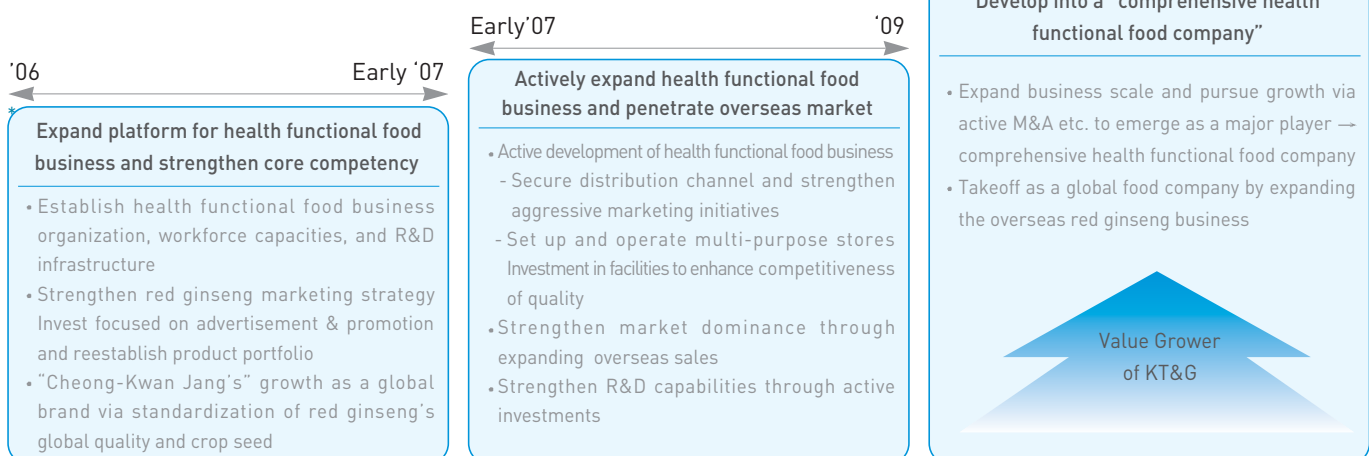 '06 Early '07
*
Expand platform for health functional food
business and strengthen core competency
• Establish health functional food business
organization, workforce capacities, and R&D
infrastructure
• Strengthen red ginseng marketing strategy
Invest focused on advertisement & promotion
and reestablish product portfolio
• "Cheong-Kwan Jang's" growth as a global
brand via standardization of red ginseng's
global quality and crop seed
Early'07 '09
Actively expand health functional food
business and penetrate overseas market
• Active development of health functional food business
- Secure distribution channel and strengthen
aggressive marketing initiatives
- Set up and operate multi-purpose stores
Investment in facilities to enhance competitiveness
of quality
• Strengthen market dominance through
expanding overseas sales
• Strengthen R&D capabilities through active
investments
Develop into a "comprehensive health
functional food company"
• Expand business scale and pursue growth via
active M&A etc. to emerge as a major player →
comprehensive health functional food company
• Takeoff as a global food company by expanding
the overseas red ginseng business
Value Grower
of KT&G